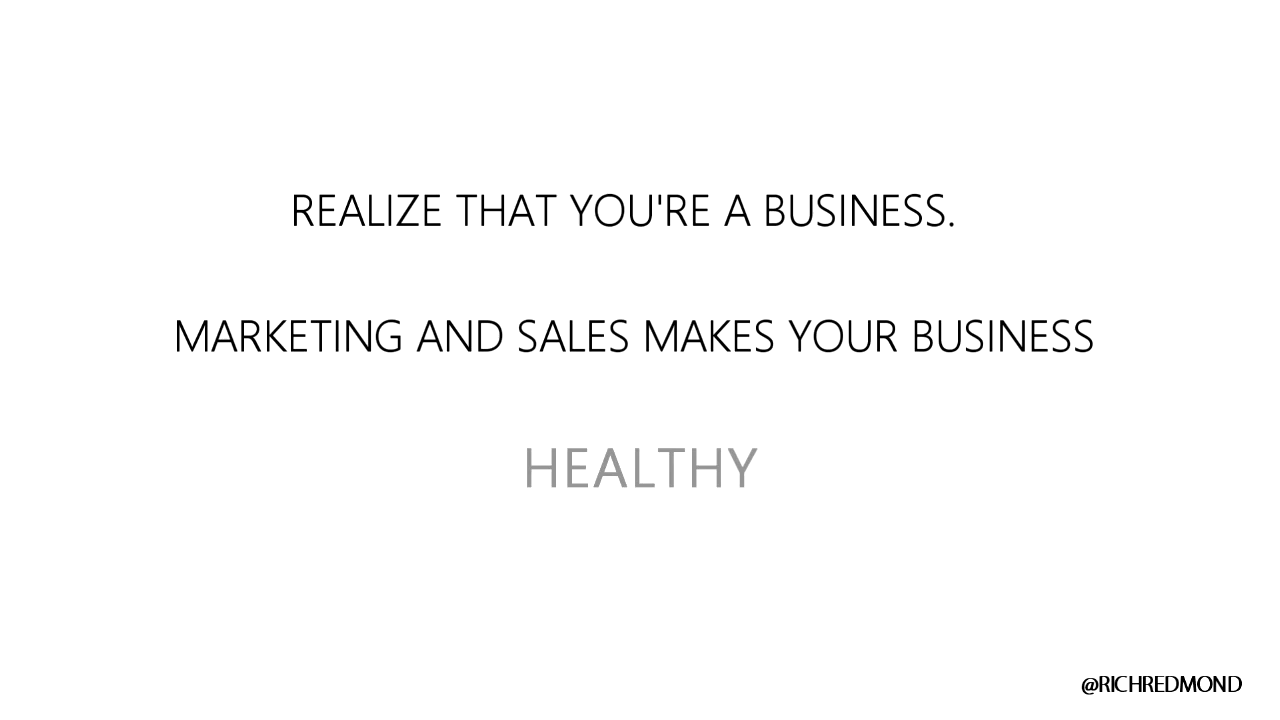 REALIZE THAT YOU'RE A BUSINESS.
MARKETING AND SALES MAKES YOUR BUSINESS
HEALTHY
@RICHREDMOND